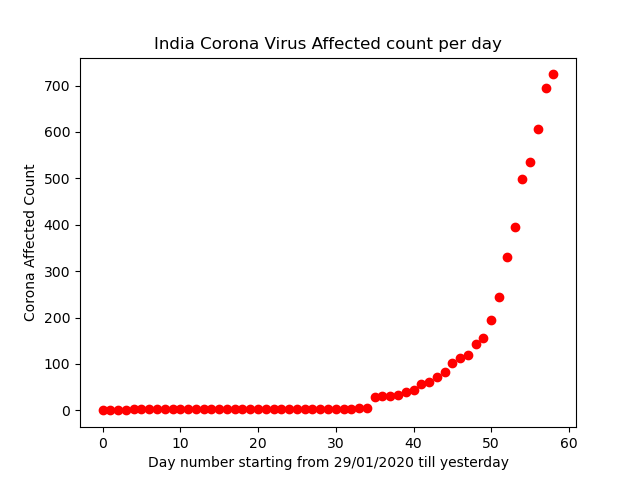 India Corona Virus Affected count per day
700
600
500
400
300
200
100
0
Corona Affected Count
0 10 20 30 40 50 60
Day number starting from 29/01/2020 till yesterday